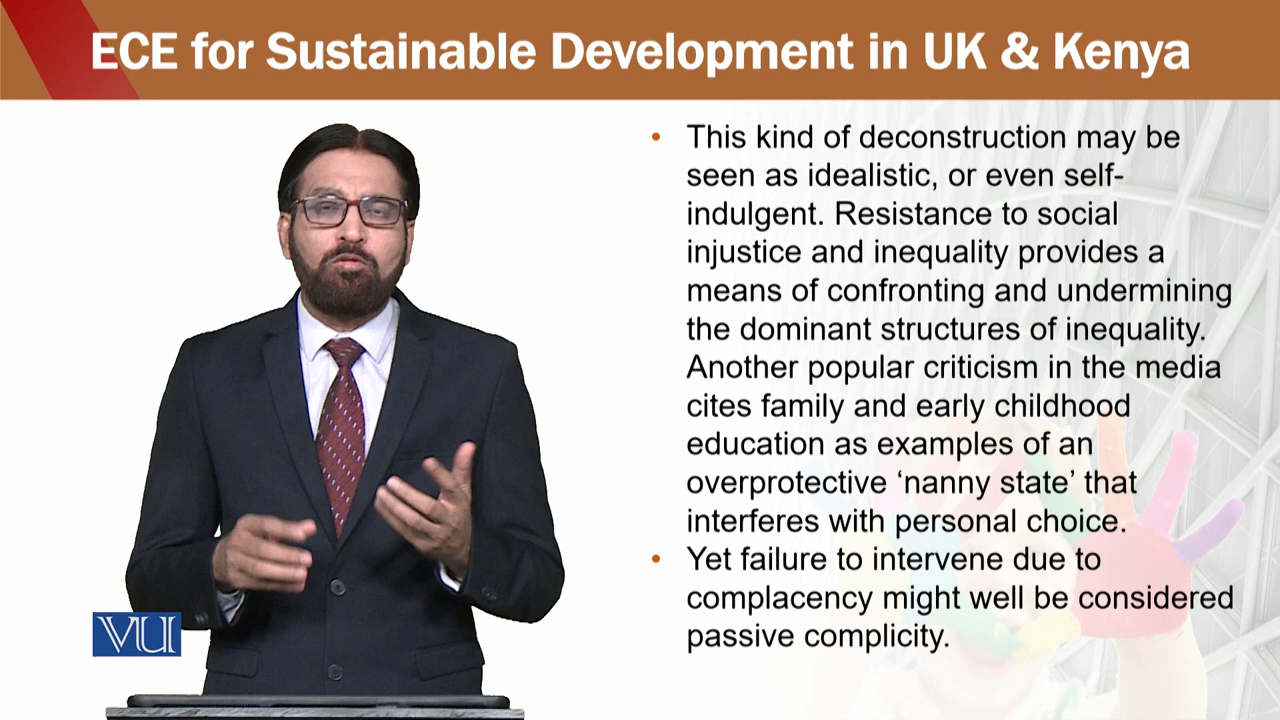 ECE for Sustainable Development in UK & Kenya
• This kind of deconstruction may be
seen as idealistic, or even self-
indulgent. Resistance to social
injustice and inequality provides a
means of confronting and undermining
the dominant structures of inequality.
Another popular criticism in the media
cites family and early childhood
education as examples of an
overprotective ‘nanny state’ that
interferes with personal choice.
• Yet failure to intervene due to
complacency might well be considered
passive complicity.
VU